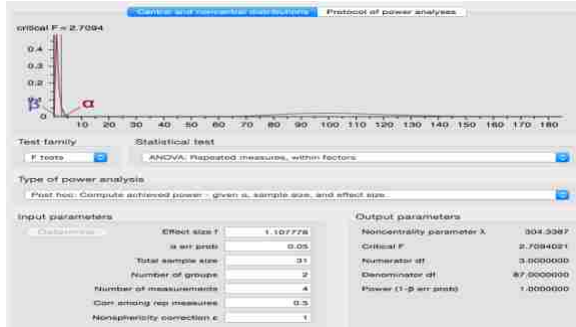 Central and noncentral distributions Protocol of power analyses
critical F = 2.7094
0.4
0.3
0.2
β α
0
10 20 30 40 50 60 70 80 90 100 110 120 130 140 150 160 170 180
Test family Statistical test
F tests ANOVA: Repeated measures, within factors
Type of power analysis
Post hoc: Compute achieved power - given α, sample size, and effect size
Input parameters Output parameters
Determine Effect size f 1.107778 Noncentrality parameter λ 304.3387
α err prob 0.05 Critical F 2.7094021
Total sample size 31 Numerator df 3.0000000
Number of groups 2 Denominator df 87.0000000
Number of measurements 4 Power (1-β err prob) 1.0000000
Corr among rep measures 0.5
Nonsphericity correction ε 1